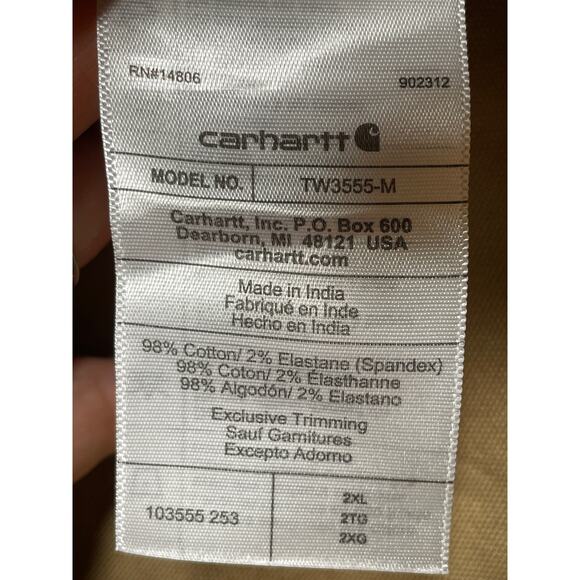 RN#14806 902312
carhartt
MODEL NO. TW3555-M
Carhartt, Inc. P.O. Box 600
Dearborn, MI 48121 USA
carhartt.com
Made in India
Fabriqué en Inde
Hecho en India
98% Cotton/ 2% Elastane (Spandex)
98% Coton/ 2% Élasthanne
98% Algodón/ 2% Elastano
Exclusive Trimming
Sauf Garnitures
Excepto Adorno
103555 253
2XL
2TG
2XG